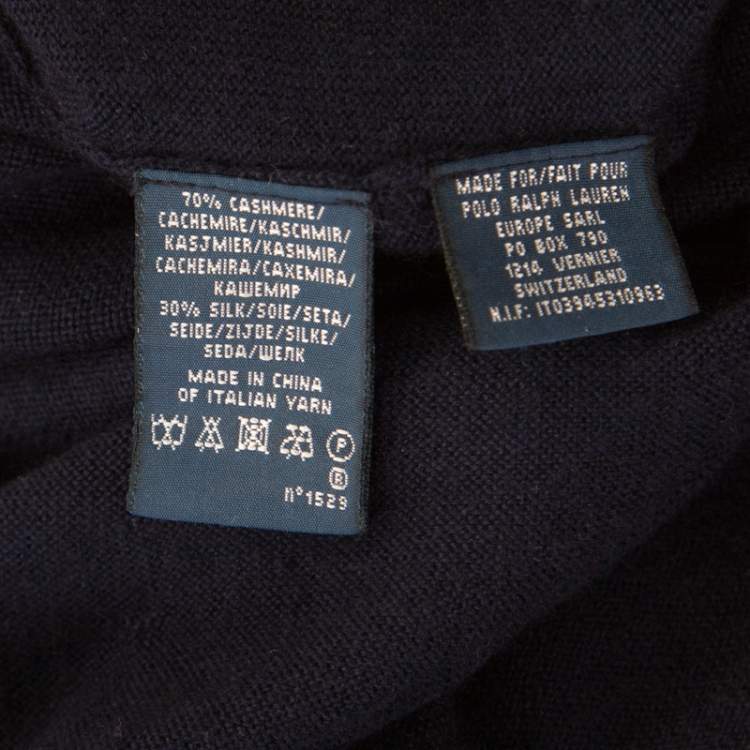 70% CASHMERE/
CACHEMIRE/KASCHMIR/
KASJMIER/KASHMIR/
CACHEMIRA/CAXEMIRA/
КАШЕМИР
30% SILK/SOIE/SETA/
SEIDE/ZIJDE/SILKE/
SEDA/ШЕЛК
MADE IN CHINA
OF ITALIAN YARN
P
R
n°1529
MADE FOR/FAIT POUR
POLO RALPH LAUREN
EUROPE SARL
PO BOX 790
1214 VERNIER
SWITZERLAND
N.I.F: IT03945310963